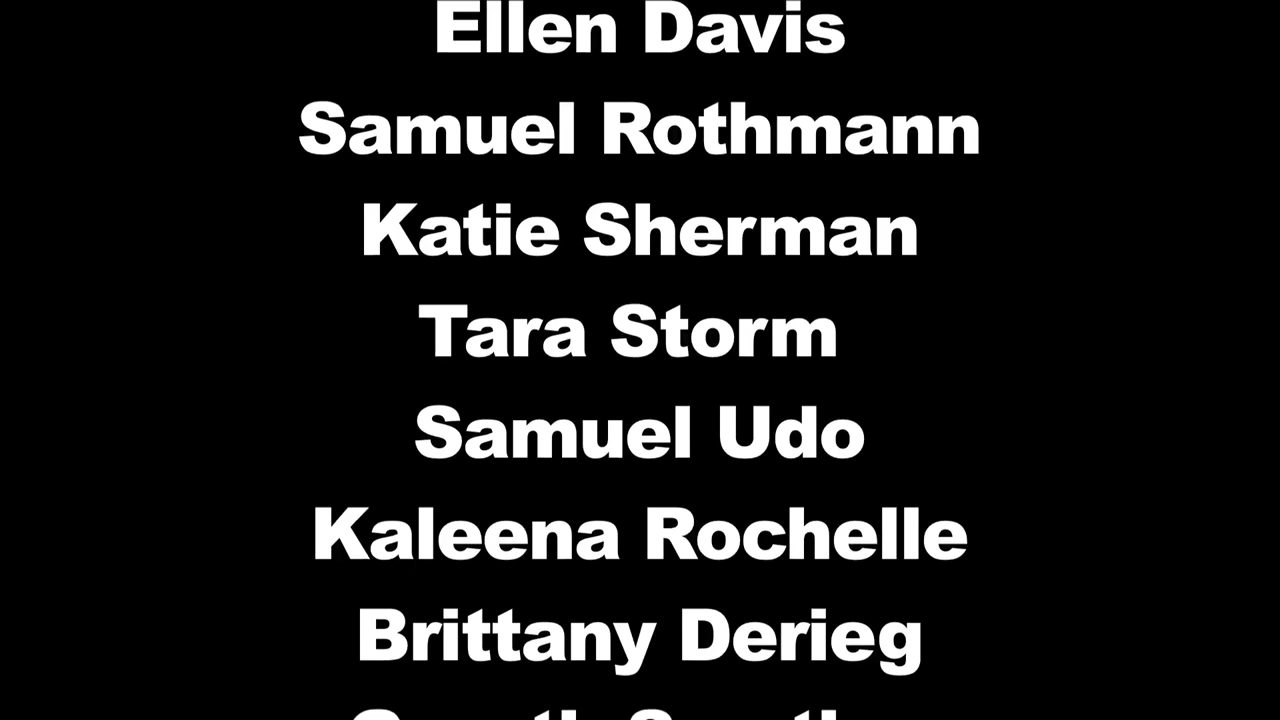 Ellen Davis
Samuel Rothmann
Katie Sherman
Tara Storm
Samuel Udo
Kaleena Rochelle
Brittany Derieg